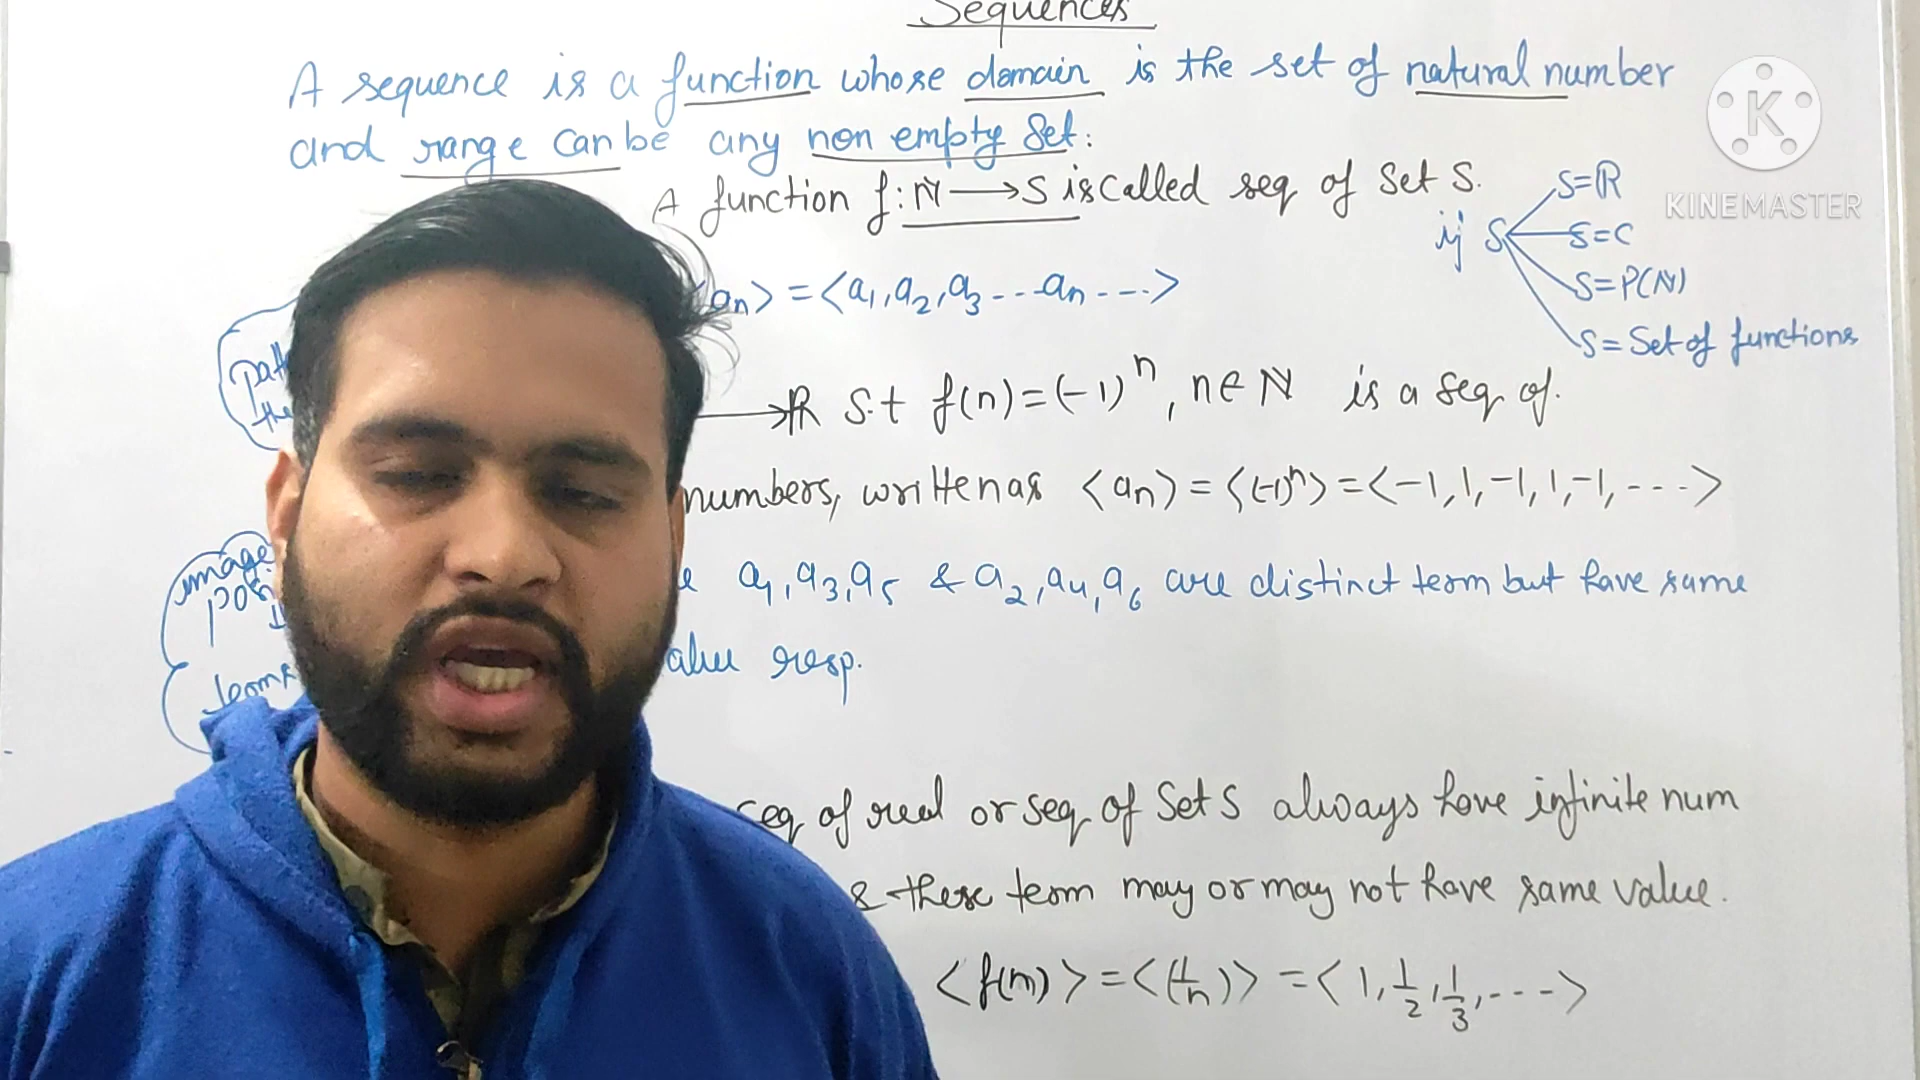 Sequences
A sequence is a function whose domain is the set of natural number
and range can be any non empty set:
A function f: ℕ → S is called seq of set S.
if S
S=ℝ
S=C
S=P(ℕ)
S=Set of functions
K
KINEMASTER
aₙ> = <a₁, a₂, a₃ --- aₙ ---->
→ ℝ s.t f(n)=(-1)ⁿ, n∈ℕ is a seq of.
numbers, written as <aₙ> = <(-1)ⁿ> = <-1,1,-1,1,-1,--->
a₁, a₃, a₅ & a₂, a₄, a₆ are distinct term but have same
resp.
image
terms
of real or seq of Set S always have infinite num
& these term may or may not have same value.
<f(n)> = <(1/n)> = <1, 1/2, 1/3, --->